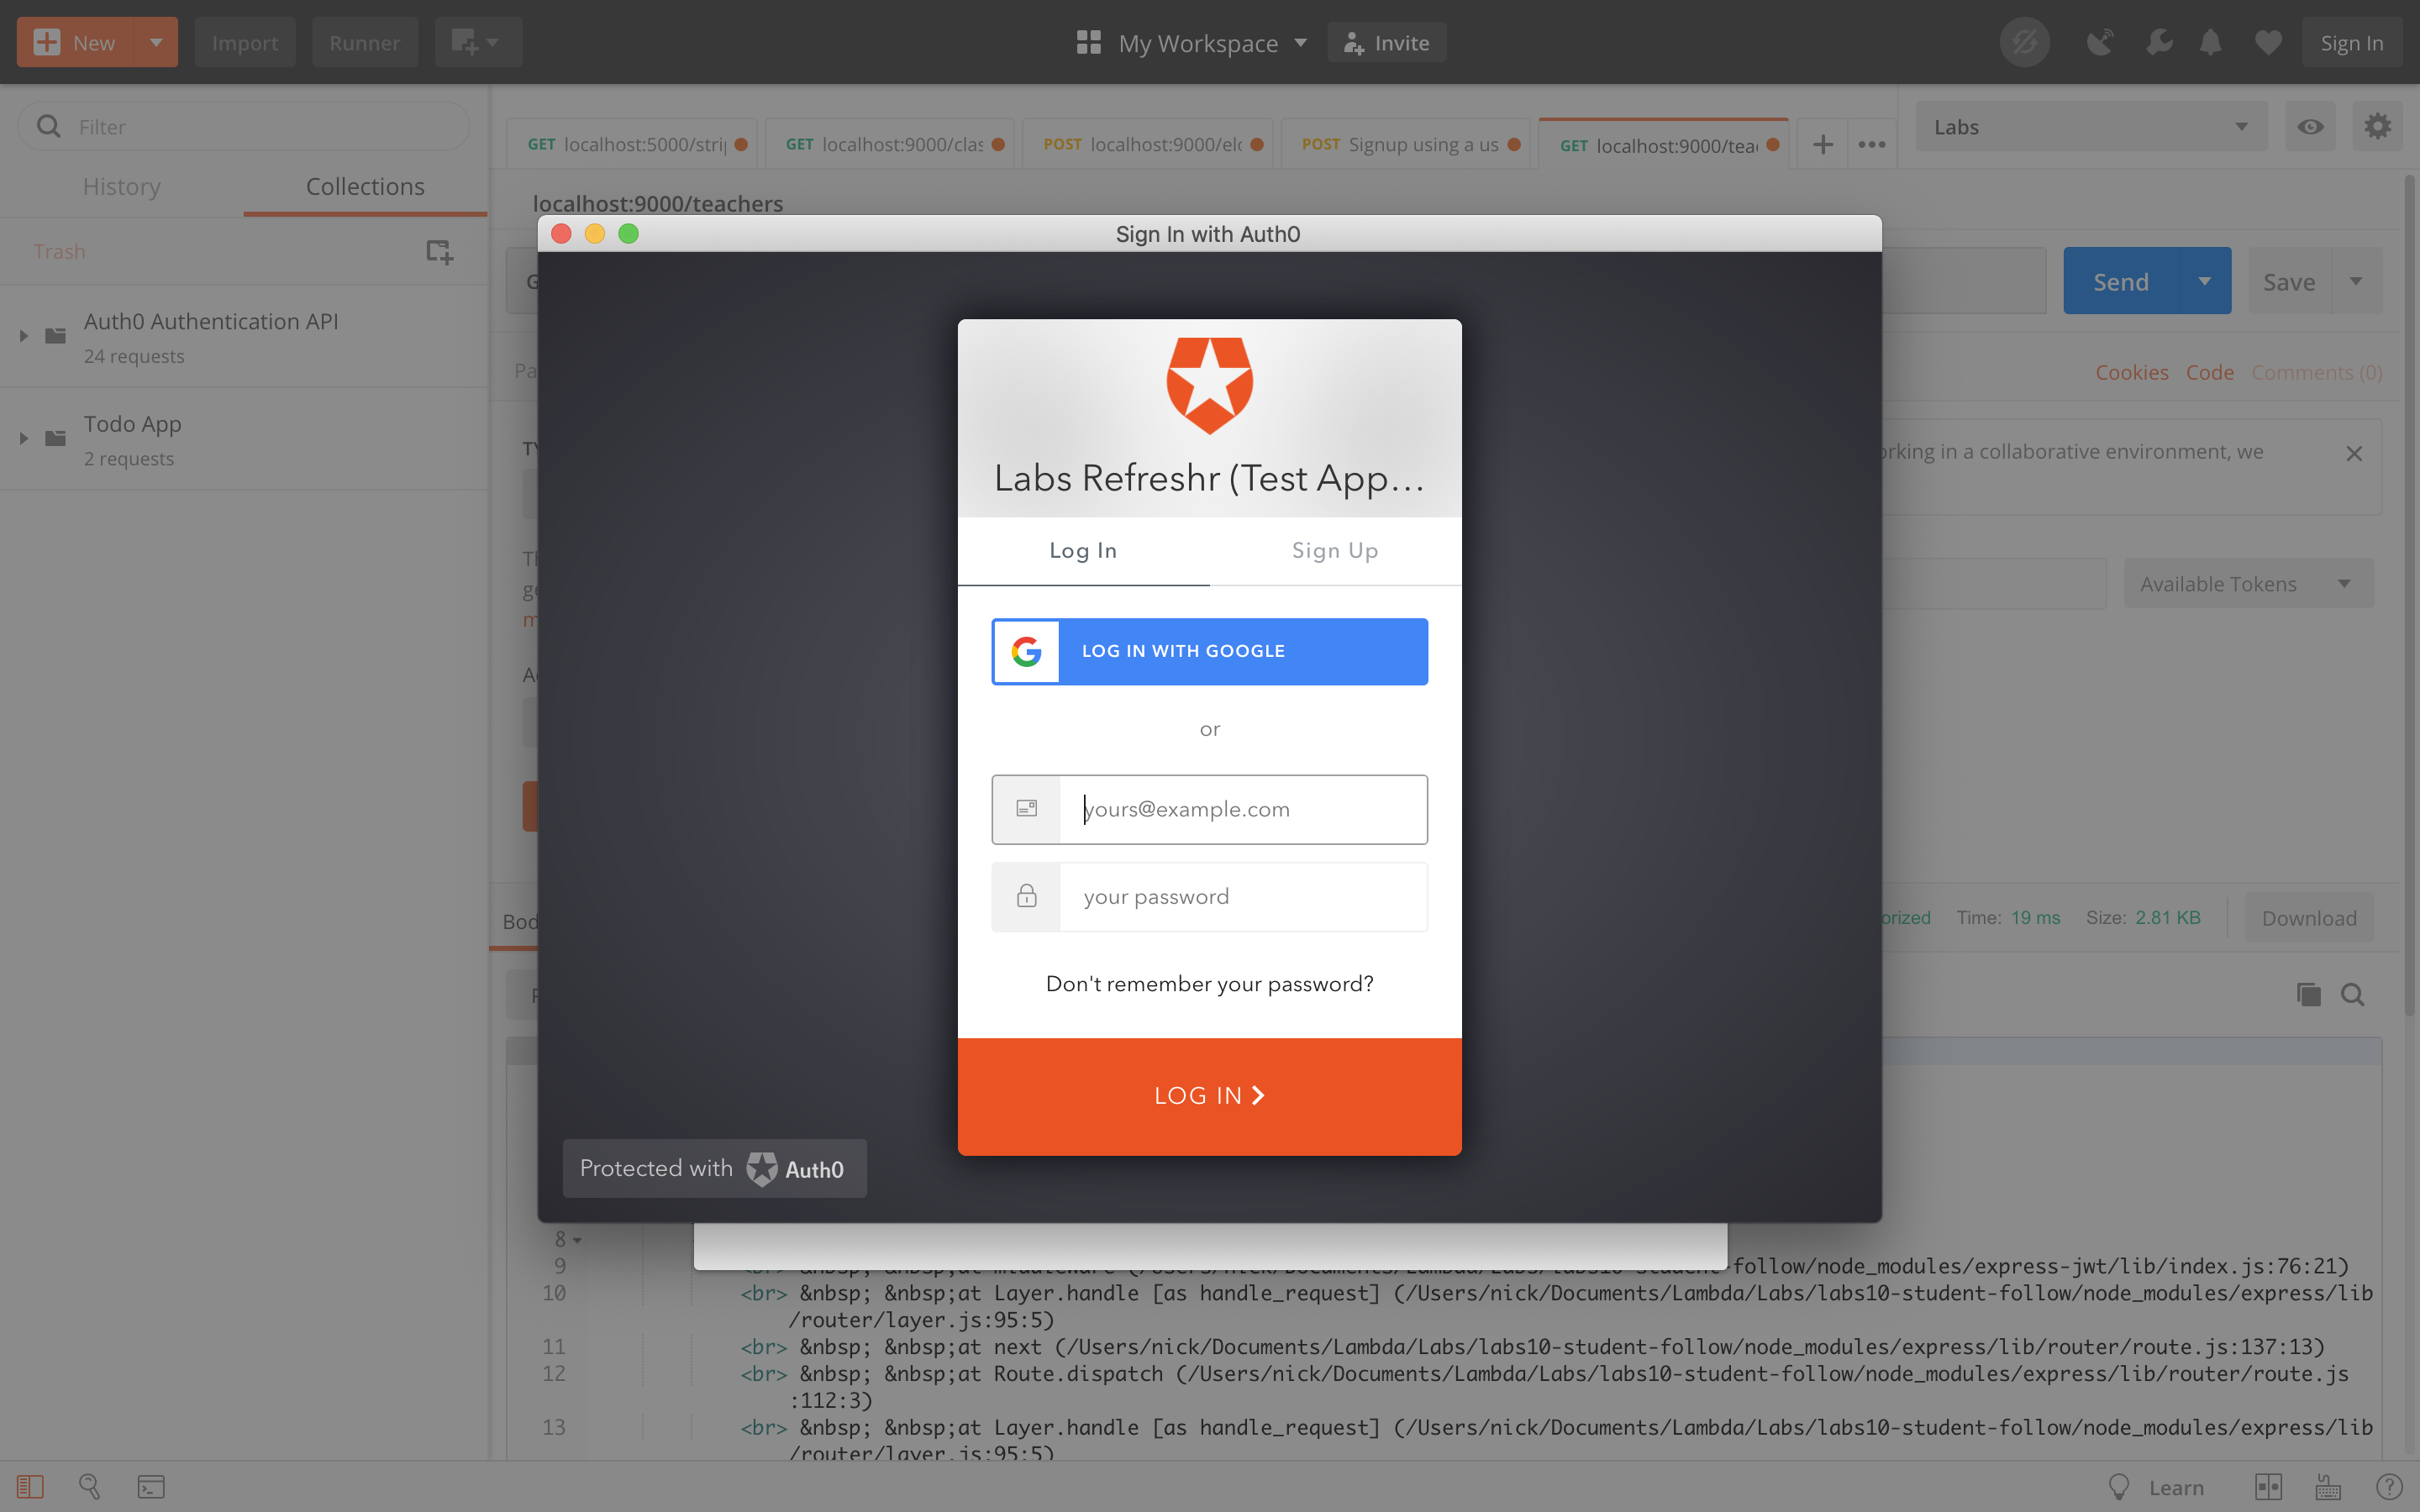 New
Import
Runner
My Workspace
Invite
Sign In
Filter
GET localhost:5000/stri
GET localhost:9000/clas
POST localhost:9000/elo
POST Signup using a us
GET localhost:9000/tea
Labs
History
Collections
localhost:9000/teachers
Trash
Sign In with Auth0
Send
Save
Auth0 Authentication API
24 requests
Cookies
Code
Comments (0)
Todo App
2 requests
orking in a collaborative environment, we
Labs Refreshr (Test App...
Log In
Sign Up
Available Tokens
LOG IN WITH GOOGLE
or
yours@example.com
your password
Bod
orized
Time: 19 ms
Size: 2.81 KB
Download
Don't remember your password?
LOG IN
Protected with Auth0
8
9 -follow/node_modules/express-jwt/lib/index.js:76:21)
10 <br> &nbsp; &nbsp;at Layer.handle [as handle_request] (/Users/nick/Documents/Lambda/Labs/labs10-student-follow/node_modules/express/lib
/router/layer.js:95:5)
11 <br> &nbsp; &nbsp;at next (/Users/nick/Documents/Lambda/Labs/labs10-student-follow/node_modules/express/lib/router/route.js:137:13)
12 <br> &nbsp; &nbsp;at Route.dispatch (/Users/nick/Documents/Lambda/Labs/labs10-student-follow/node_modules/express/lib/router/route.js
:112:3)
13 <br> &nbsp; &nbsp;at Layer.handle [as handle_request] (/Users/nick/Documents/Lambda/Labs/labs10-student-follow/node_modules/express/lib
/router/layer.js:95:5)
Learn